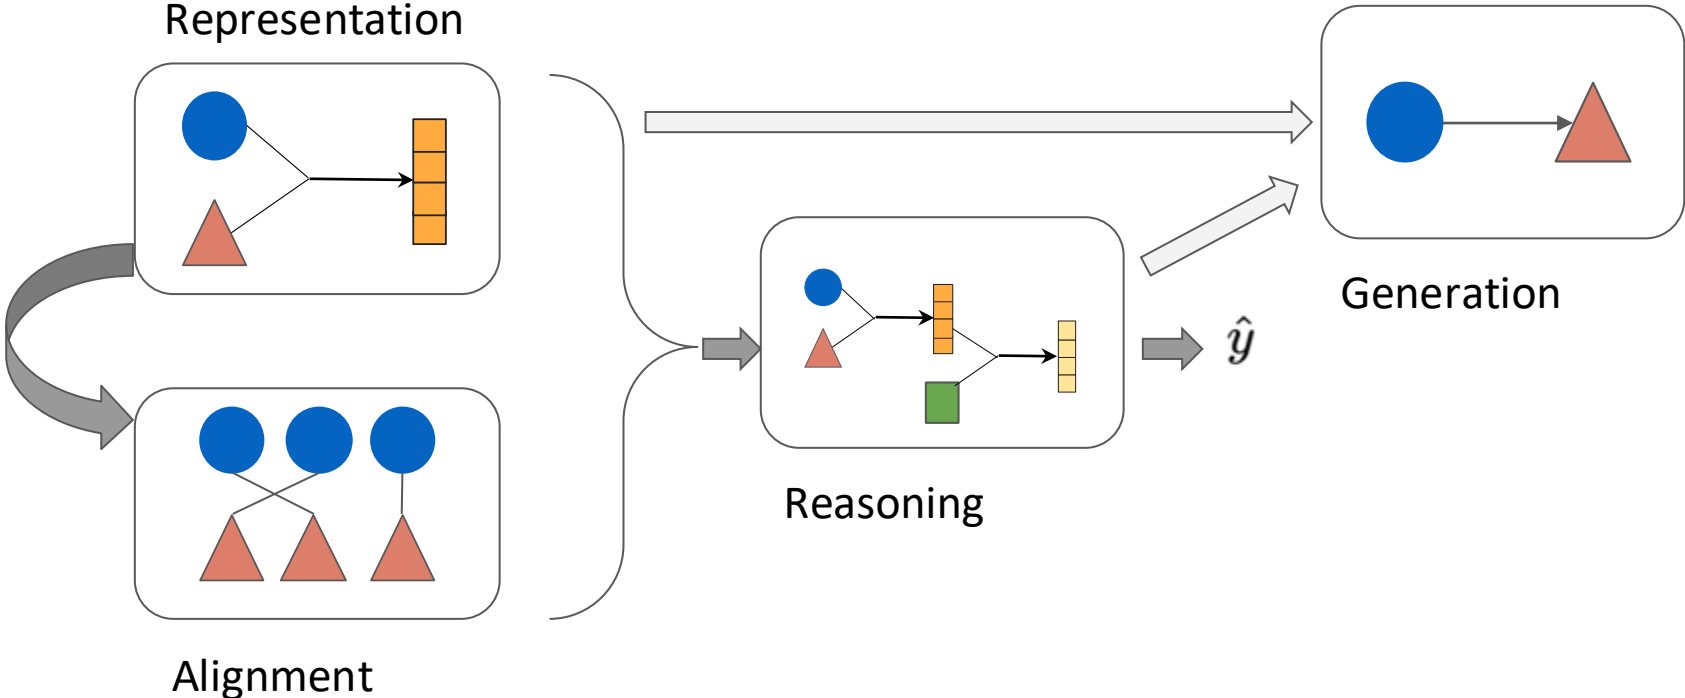 Representation
Generation
ŷ
Reasoning
Alignment